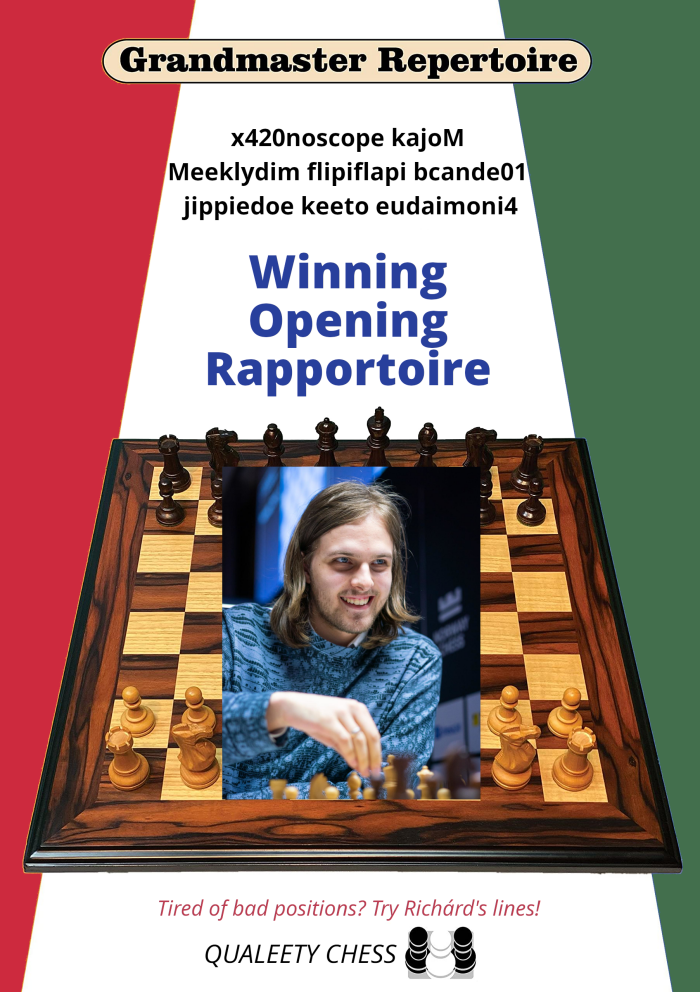 Grandmaster Repertoire
x420noscope kajoM
Meeklydim flipiflapi bcande01
jippiedoe keeto eudaimoni4
Winning
Opening
Rapportoire
Tired of bad positions? Try Richárd's lines!
QUALEETY CHESS